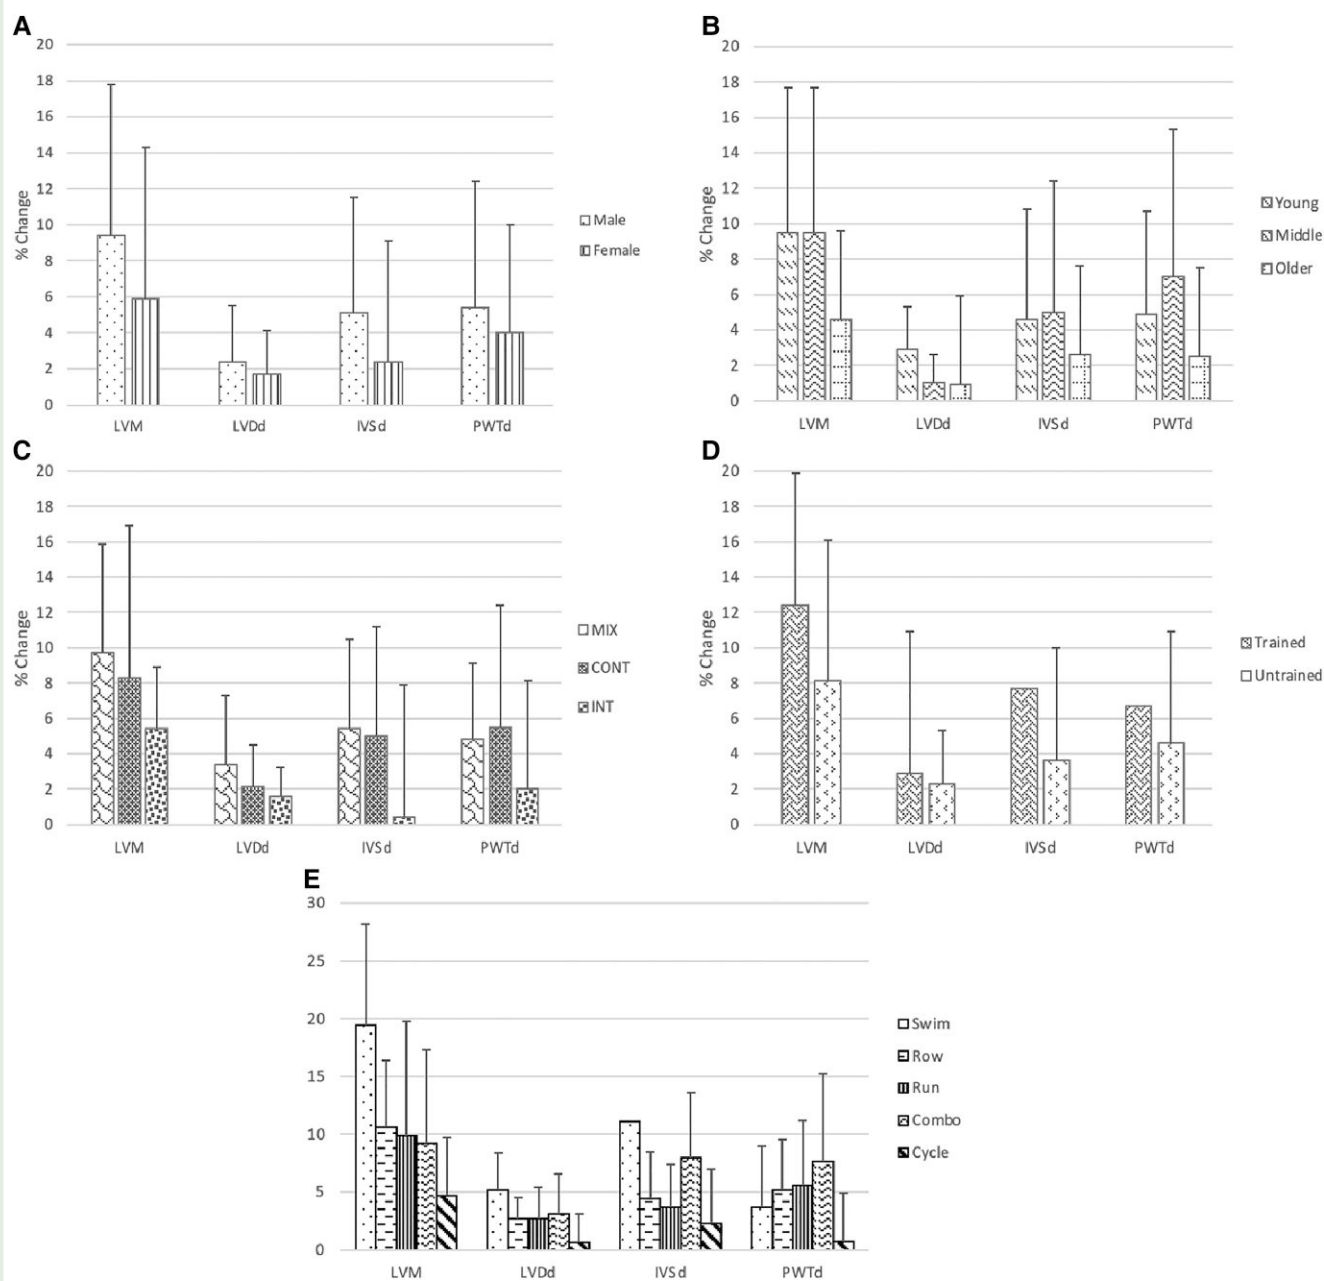 A
20
18
16
14
12
10
8
6
4
2
0
% Change
LVM
LVDd
IVSd
PWTd
Male
Female
B
20
18
16
14
12
10
8
6
4
2
0
% Change
LVM
LVDd
IVSd
PWTd
Young
Middle
Older
C
20
18
16
14
12
10
8
6
4
2
0
% Change
LVM
LVDd
IVSd
PWTd
MIX
CONT
INT
D
20
18
16
14
12
10
8
6
4
2
0
% Change
LVM
LVDd
IVSd
PWTd
Trained
Untrained
E
30
25
20
15
10
5
0
LVM
LVDd
IVSd
PWTd
Swim
Row
Run
Combo
Cycle